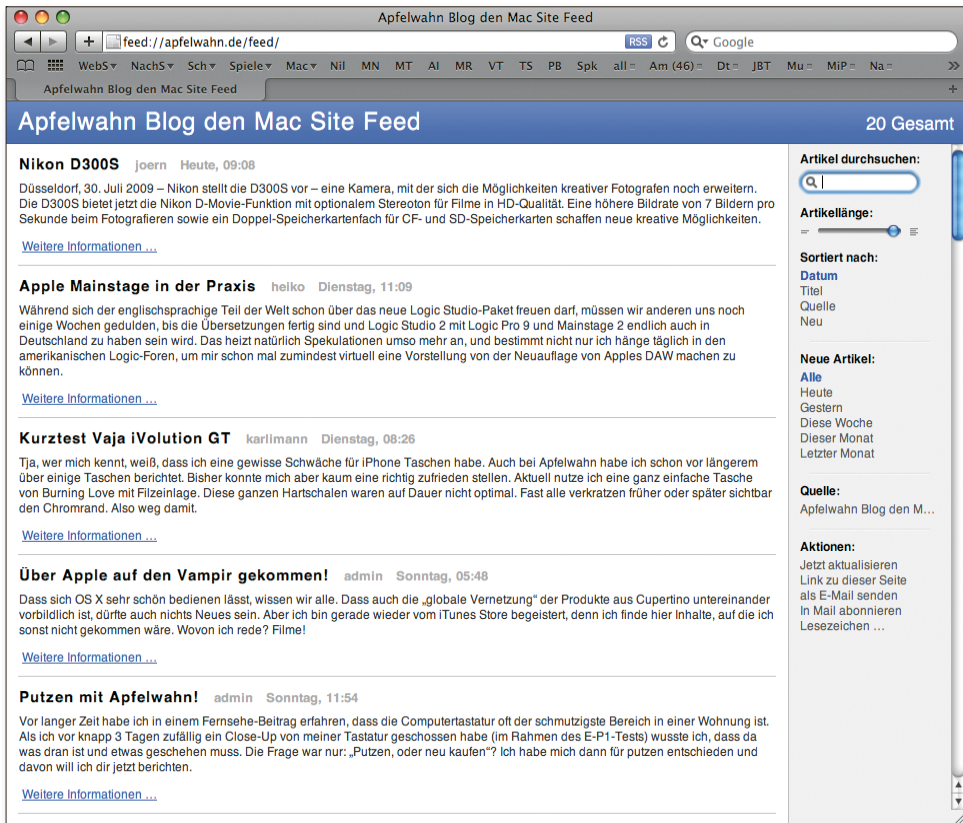 Apfelwahn Blog den Mac Site Feed
feed://apfelwahn.de/feed/
RSS
Google
WebS NachS Sch Spiele Mac Nil MN MT AI MR VT TS PB Spk all Am (46) Dt JBT Mu MiP Na
Apfelwahn Blog den Mac Site Feed
Apfelwahn Blog den Mac Site Feed
20 Gesamt
Nikon D300S joern Heute, 09:08
Düsseldorf, 30. Juli 2009 – Nikon stellt die D300S vor – eine Kamera, mit der sich die Möglichkeiten kreativer Fotografen noch erweitern.
Die D300S bietet jetzt die Nikon D-Movie-Funktion mit optionalem Stereoton für Filme in HD-Qualität. Eine höhere Bildrate von 7 Bildern pro
Sekunde beim Fotografieren sowie ein Doppel-Speicherkartenfach für CF- und SD-Speicherkarten schaffen neue kreative Möglichkeiten.
Weitere Informationen …
Apple Mainstage in der Praxis heiko Dienstag, 11:09
Während sich der englischsprachige Teil der Welt schon über das neue Logic Studio-Paket freuen darf, müssen wir anderen uns noch
einige Wochen gedulden, bis die Übersetzungen fertig sind und Logic Studio 2 mit Logic Pro 9 und Mainstage 2 endlich auch in
Deutschland zu haben sein wird. Das heizt natürlich Spekulationen umso mehr an, und bestimmt nicht nur ich hänge täglich in den
amerikanischen Logic-Foren, um mir schon mal zumindest virtuell eine Vorstellung von der Neuauflage von Apples DAW machen zu
können.
Weitere Informationen …
Kurztest Vaja iVolution GT karlimann Dienstag, 08:26
Tja, wer mich kennt, weiß, dass ich eine gewisse Schwäche für iPhone Taschen habe. Auch bei Apfelwahn habe ich schon vor längerem
über einige Taschen berichtet. Bisher konnte mich aber kaum eine richtig zufrieden stellen. Aktuell nutze ich eine ganz einfache Tasche
von Burning Love mit Filzeinlage. Diese ganzen Hartschalen waren auf Dauer nicht optimal. Fast alle verkratzen früher oder später sichtbar
den Chromrand. Also weg damit.
Weitere Informationen …
Über Apple auf den Vampir gekommen! admin Sonntag, 05:48
Dass sich OS X sehr schön bedienen lässt, wissen wir alle. Dass auch die „globale Vernetzung“ der Produkte aus Cupertino untereinander
vorbildlich ist, dürfte auch nichts Neues sein. Aber ich bin gerade wieder vom iTunes Store begeistert, denn ich finde hier Inhalte, auf die ich
sonst nicht gekommen wäre. Wovon ich rede? Filme!
Weitere Informationen …
Putzen mit Apfelwahn! admin Sonntag, 11:54
Vor langer Zeit habe ich in einem Fernsehe-Beitrag erfahren, dass die Computertastatur oft der schmutzigste Bereich in einer Wohnung ist.
Als ich vor knapp 3 Tagen zufällig ein Close-Up von meiner Tastatur geschossen habe (im Rahmen des E-P1-Tests) wusste ich, dass da
was dran ist und etwas geschehen muss. Die Frage war nur: „Putzen, oder neu kaufen“? Ich habe mich dann für putzen entschieden und
davon will ich dir jetzt berichten.
Weitere Informationen …
Artikel durchsuchen:
Artikellänge:
Sortiert nach:
Datum
Titel
Quelle
Neu
Neue Artikel:
Alle
Heute
Gestern
Diese Woche
Dieser Monat
Letzter Monat
Quelle:
Apfelwahn Blog den M…
Aktionen:
Jetzt aktualisieren
Link zu dieser Seite
als E-Mail senden
In Mail abonnieren
Lesezeichen …